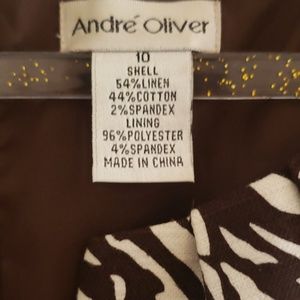 André Oliver
10
SHELL
54%LINEN
44%COTTON
2%SPANDEX
LINING
96%POLYESTER
4%SPANDEX
MADE IN CHINA